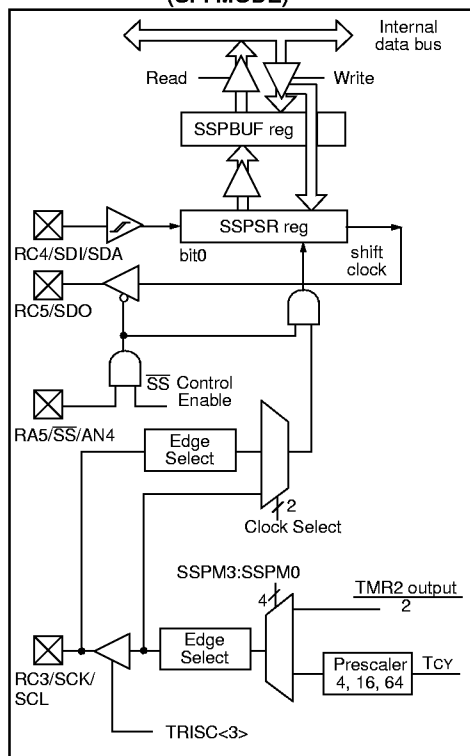 (SPI MODE)
Internal
data bus
Read
Write
SSPBUF reg
SSPSR reg
RC4/SDI/SDA
bit0
shift
clock
RC5/SDO
SS Control
Enable
RA5/SS/AN4
Edge
Select
2
Clock Select
SSPM3:SSPM0
4
TMR2 output
2
Edge
Select
Prescaler
4, 16, 64
TCY
RC3/SCK/
SCL
TRISC<3>